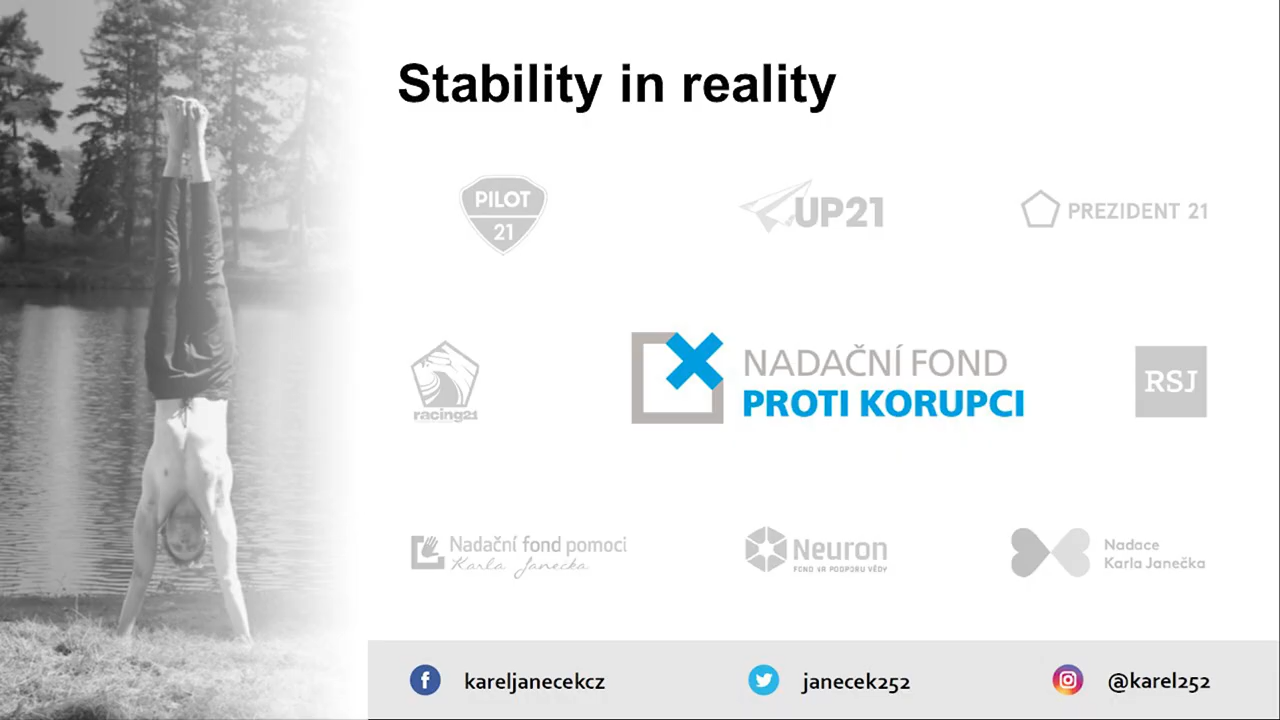 Stability in reality
PILOT
21
UP21
PREZIDENT 21
racing21
NADAČNÍ FOND
PROTI KORUPCI
RSJ
Nadační fond pomoci
Karla Janečka
Neuron
FOND NA PODPORU VĚDY
Nadace
Karla Janečka
kareljanecekcz
janecek252
@karel252